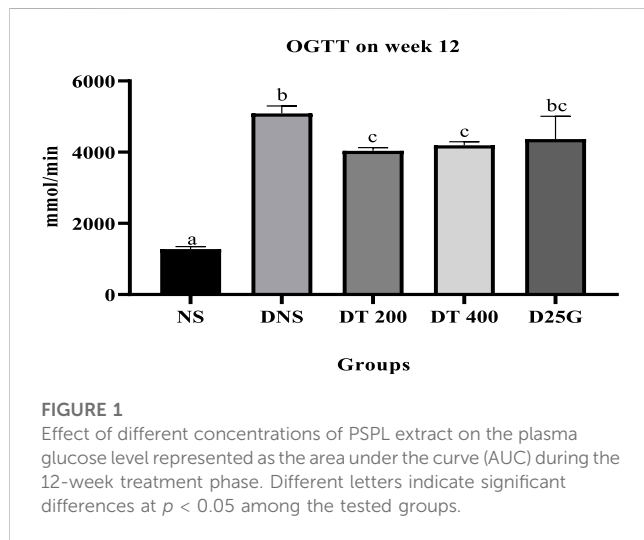 OGTT on week 12
6000
4000
2000
0
mmol/min
a
b
c
c
bc
NS DNS DT 200 DT 400 D25G
Groups
FIGURE 1
Effect of different concentrations of PSPL extract on the plasma
glucose level represented as the area under the curve (AUC) during the
12-week treatment phase. Different letters indicate significant
differences at p < 0.05 among the tested groups.